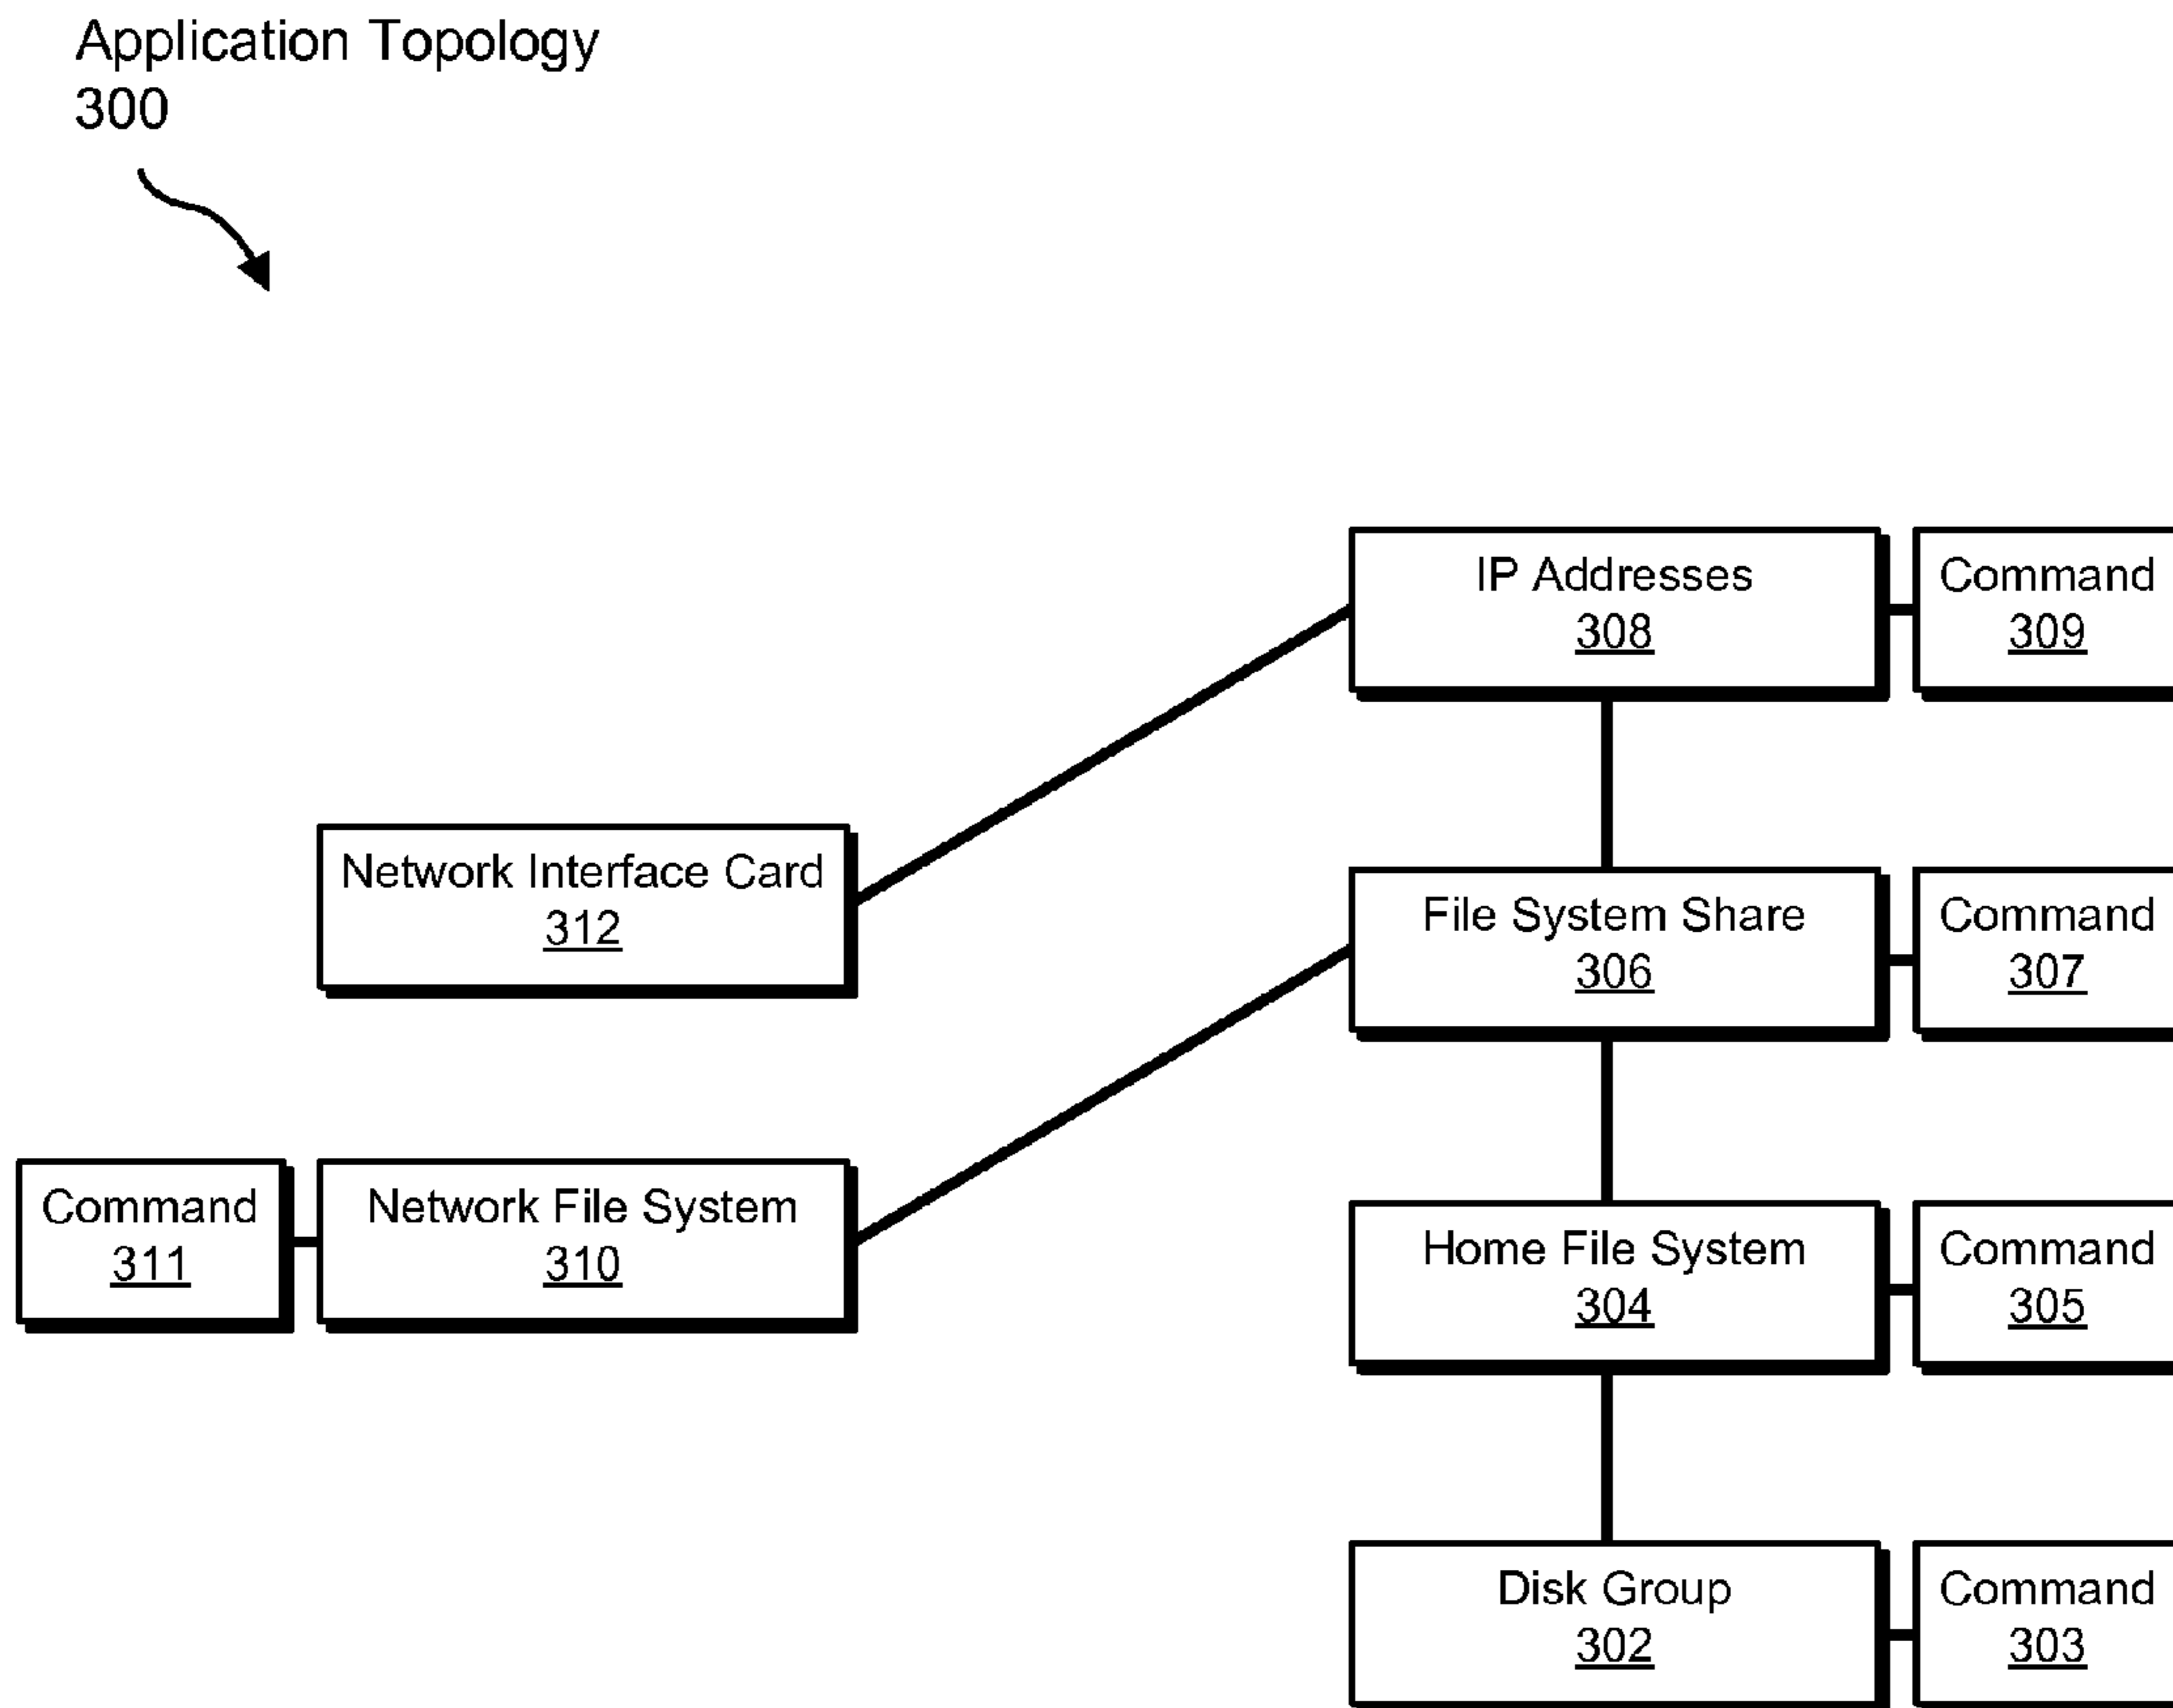 Application Topology
300
IP Addresses
308
Command
309
Network Interface Card
312
File System Share
306
Command
307
Command
311
Network File System
310
Home File System
304
Command
305
Disk Group
302
Command
303